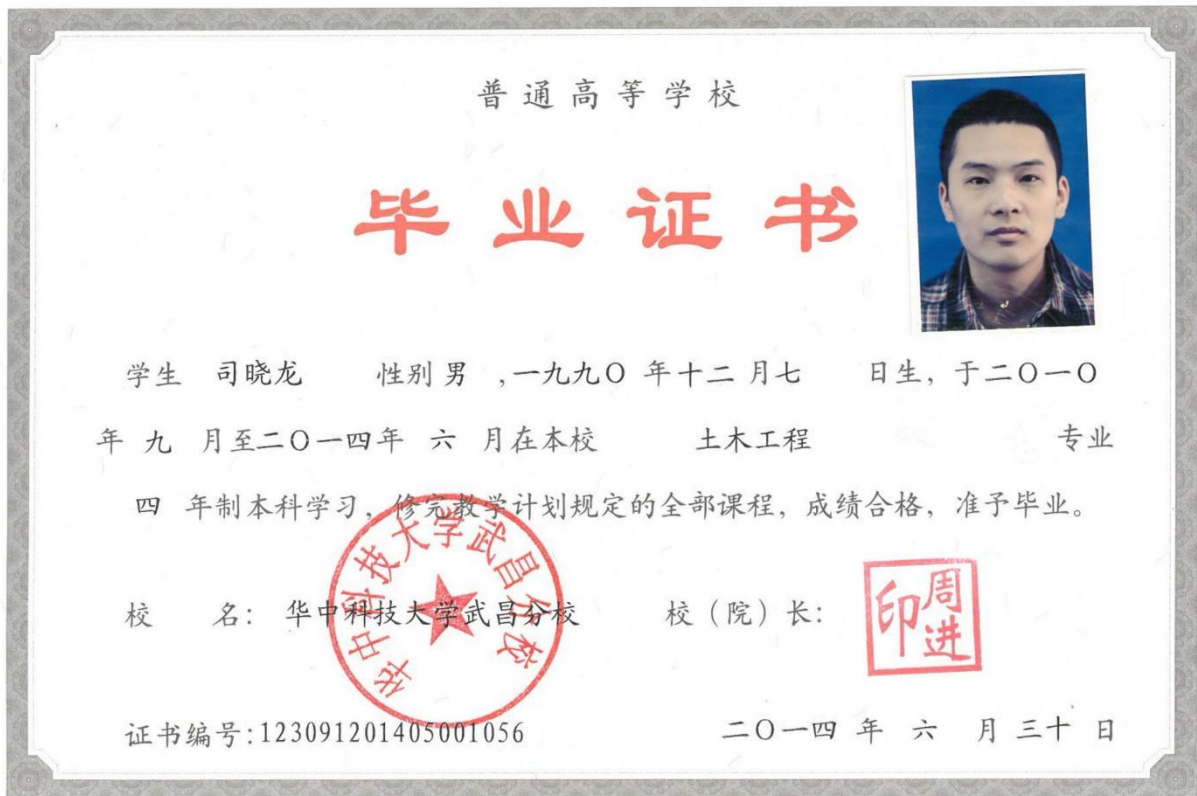 普通高等学校
毕业证书
学生 司晓龙 性别 男 ,一九九〇 年十二 月七 日生, 于二〇一〇
年 九 月至二〇一四年 六 月在本校 土木工程 专业
四 年制本科学习, 修完教学计划规定的全部课程, 成绩合格, 准予毕业。
华中科技大学武昌分校
校 名: 华中科技大学武昌分校 校(院)长:
周进印
证书编号:123091201405001056 二〇一四 年 六 月 三十 日